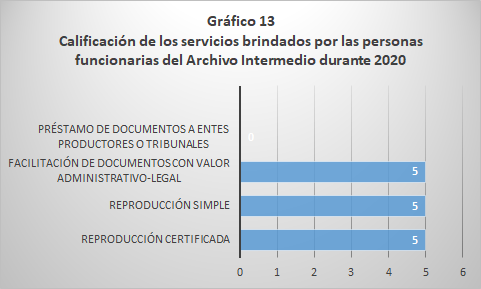 Gráfico 13
Calificación de los servicios brindados por las personas
funcionarias del Archivo Intermedio durante 2020
PRÉSTAMO DE DOCUMENTOS A ENTES
PRODUCTORES O TRIBUNALES
0
FACILITACIÓN DE DOCUMENTOS CON VALOR
ADMINISTRATIVO-LEGAL
5
REPRODUCCIÓN SIMPLE
5
REPRODUCCIÓN CERTIFICADA
5
0 1 2 3 4 5 6